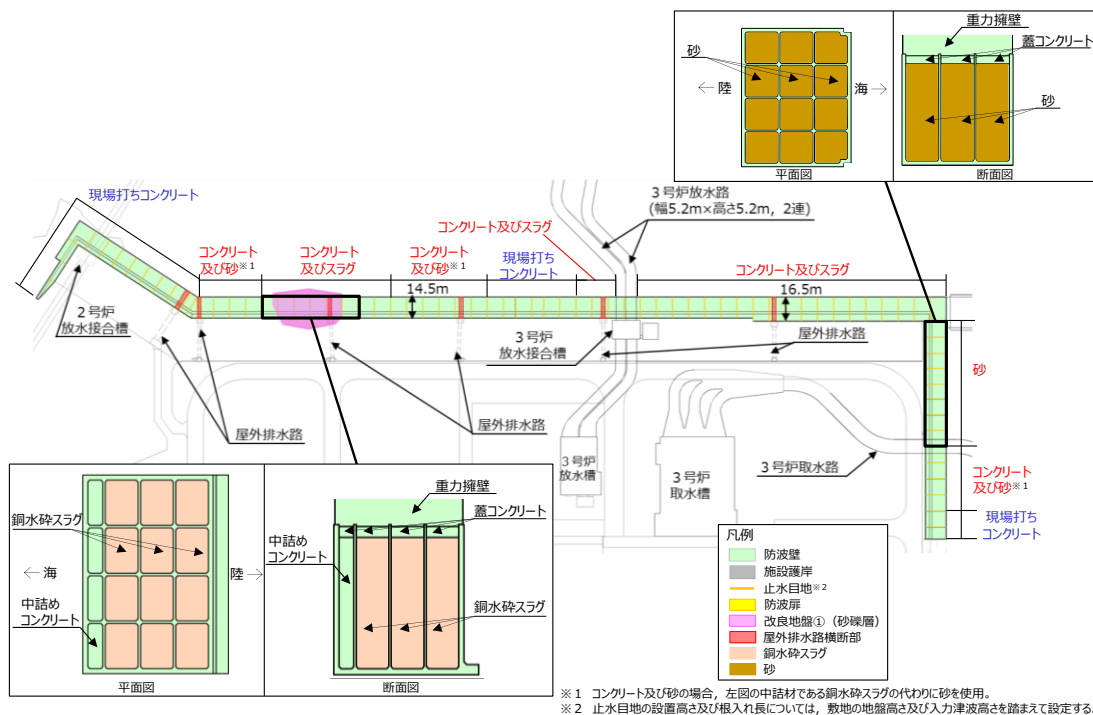 重力擁壁
蓋コンクリート
砂
← 陸
海 →
砂
平面図
断面図
現場打ちコンクリート
3号炉放水路
(幅5.2m×高さ5.2m,2連)
コンクリート及びスラグ
コンクリート
及び砂※1
コンクリート
及びスラグ
コンクリート
及び砂※1
現場打ち
コンクリート
コンクリート及びスラグ
14.5m
16.5m
2号炉
放水接合槽
3号炉
放水接合槽
屋外排水路
砂
屋外排水路
屋外排水路
3号炉
放水槽
3号炉
取水槽
3号炉取水路
コンクリート
及び砂※1
現場打ち
コンクリート
重力擁壁
蓋コンクリート
中詰め
コンクリート
銅水砕スラグ
← 海
陸 →
中詰め
コンクリート
銅水砕スラグ
平面図
断面図
凡例
防波壁
施設護岸
止水目地※2
防波扉
改良地盤①(砂礫層)
屋外排水路横断部
銅水砕スラグ
砂
※1 コンクリート及び砂の場合,左図の中詰材である銅水砕スラグの代わりに砂を使用。
※2 止水目地の設置高さ及び根入れ長については,敷地の地盤高さ及び入力津波高さを踏まえて設定する。